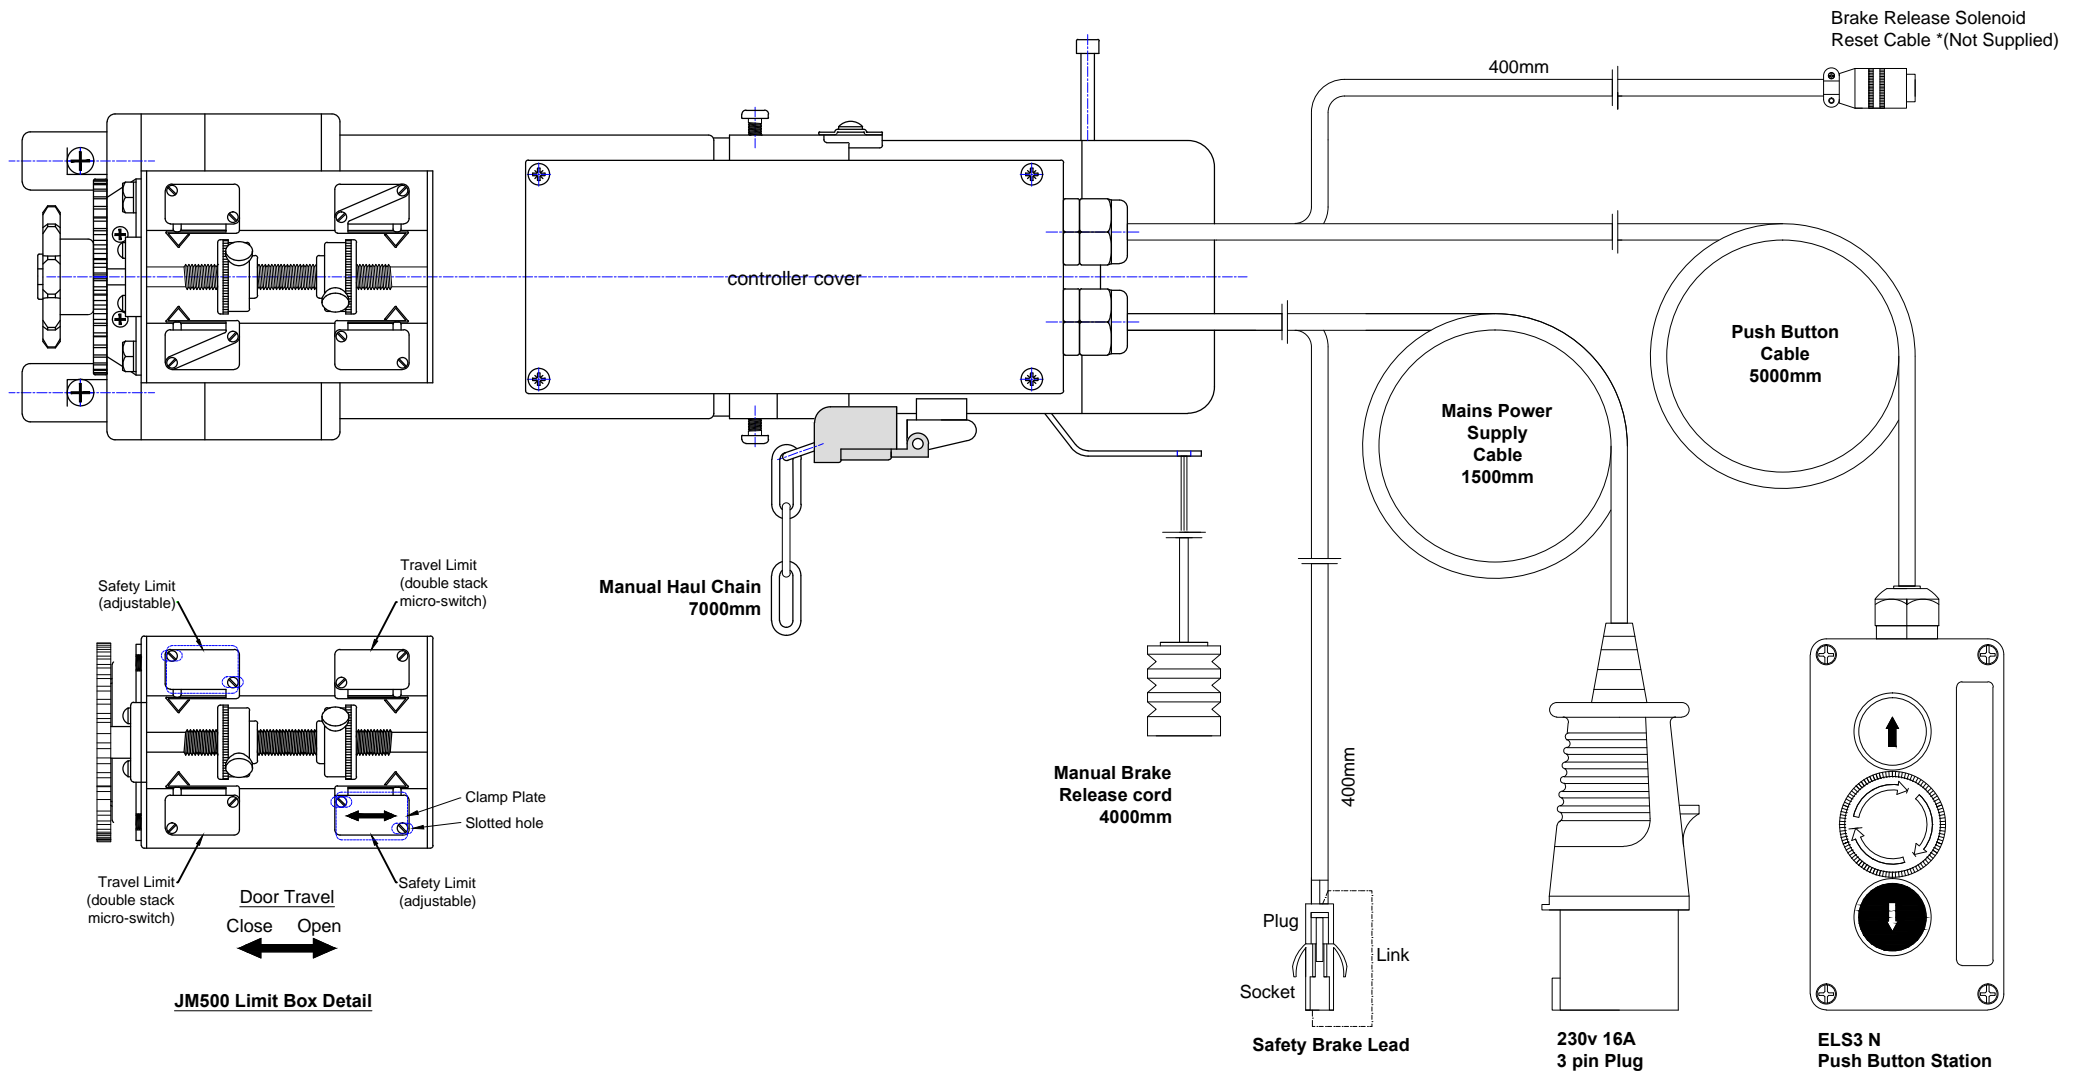 Brake Release Solenoid
Reset Cable *(Not Supplied)
400mm
controller cover
Push Button
Cable
5000mm
Mains Power
Supply
Cable
1500mm
Manual Haul Chain
7000mm
Safety Limit
(adjustable)
Travel Limit
(double stack
micro-switch)
Clamp Plate
Slotted hole
Travel Limit
(double stack
micro-switch)
Safety Limit
(adjustable)
Door Travel
Close Open
JM500 Limit Box Detail
Manual Brake
Release cord
4000mm
400mm
Plug
Link
Socket
Safety Brake Lead
230v 16A
3 pin Plug
ELS3 N
Push Button Station